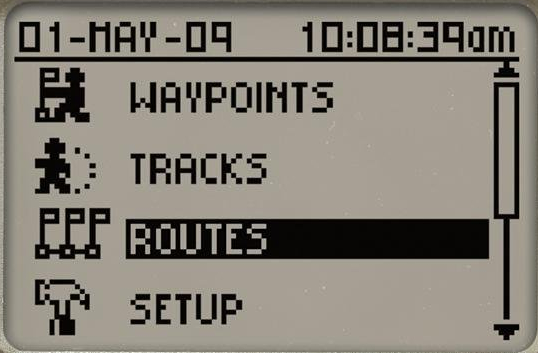 01-MAY-09 10:08:39am
WAYPOINTS
TRACKS
ROUTES
SETUP